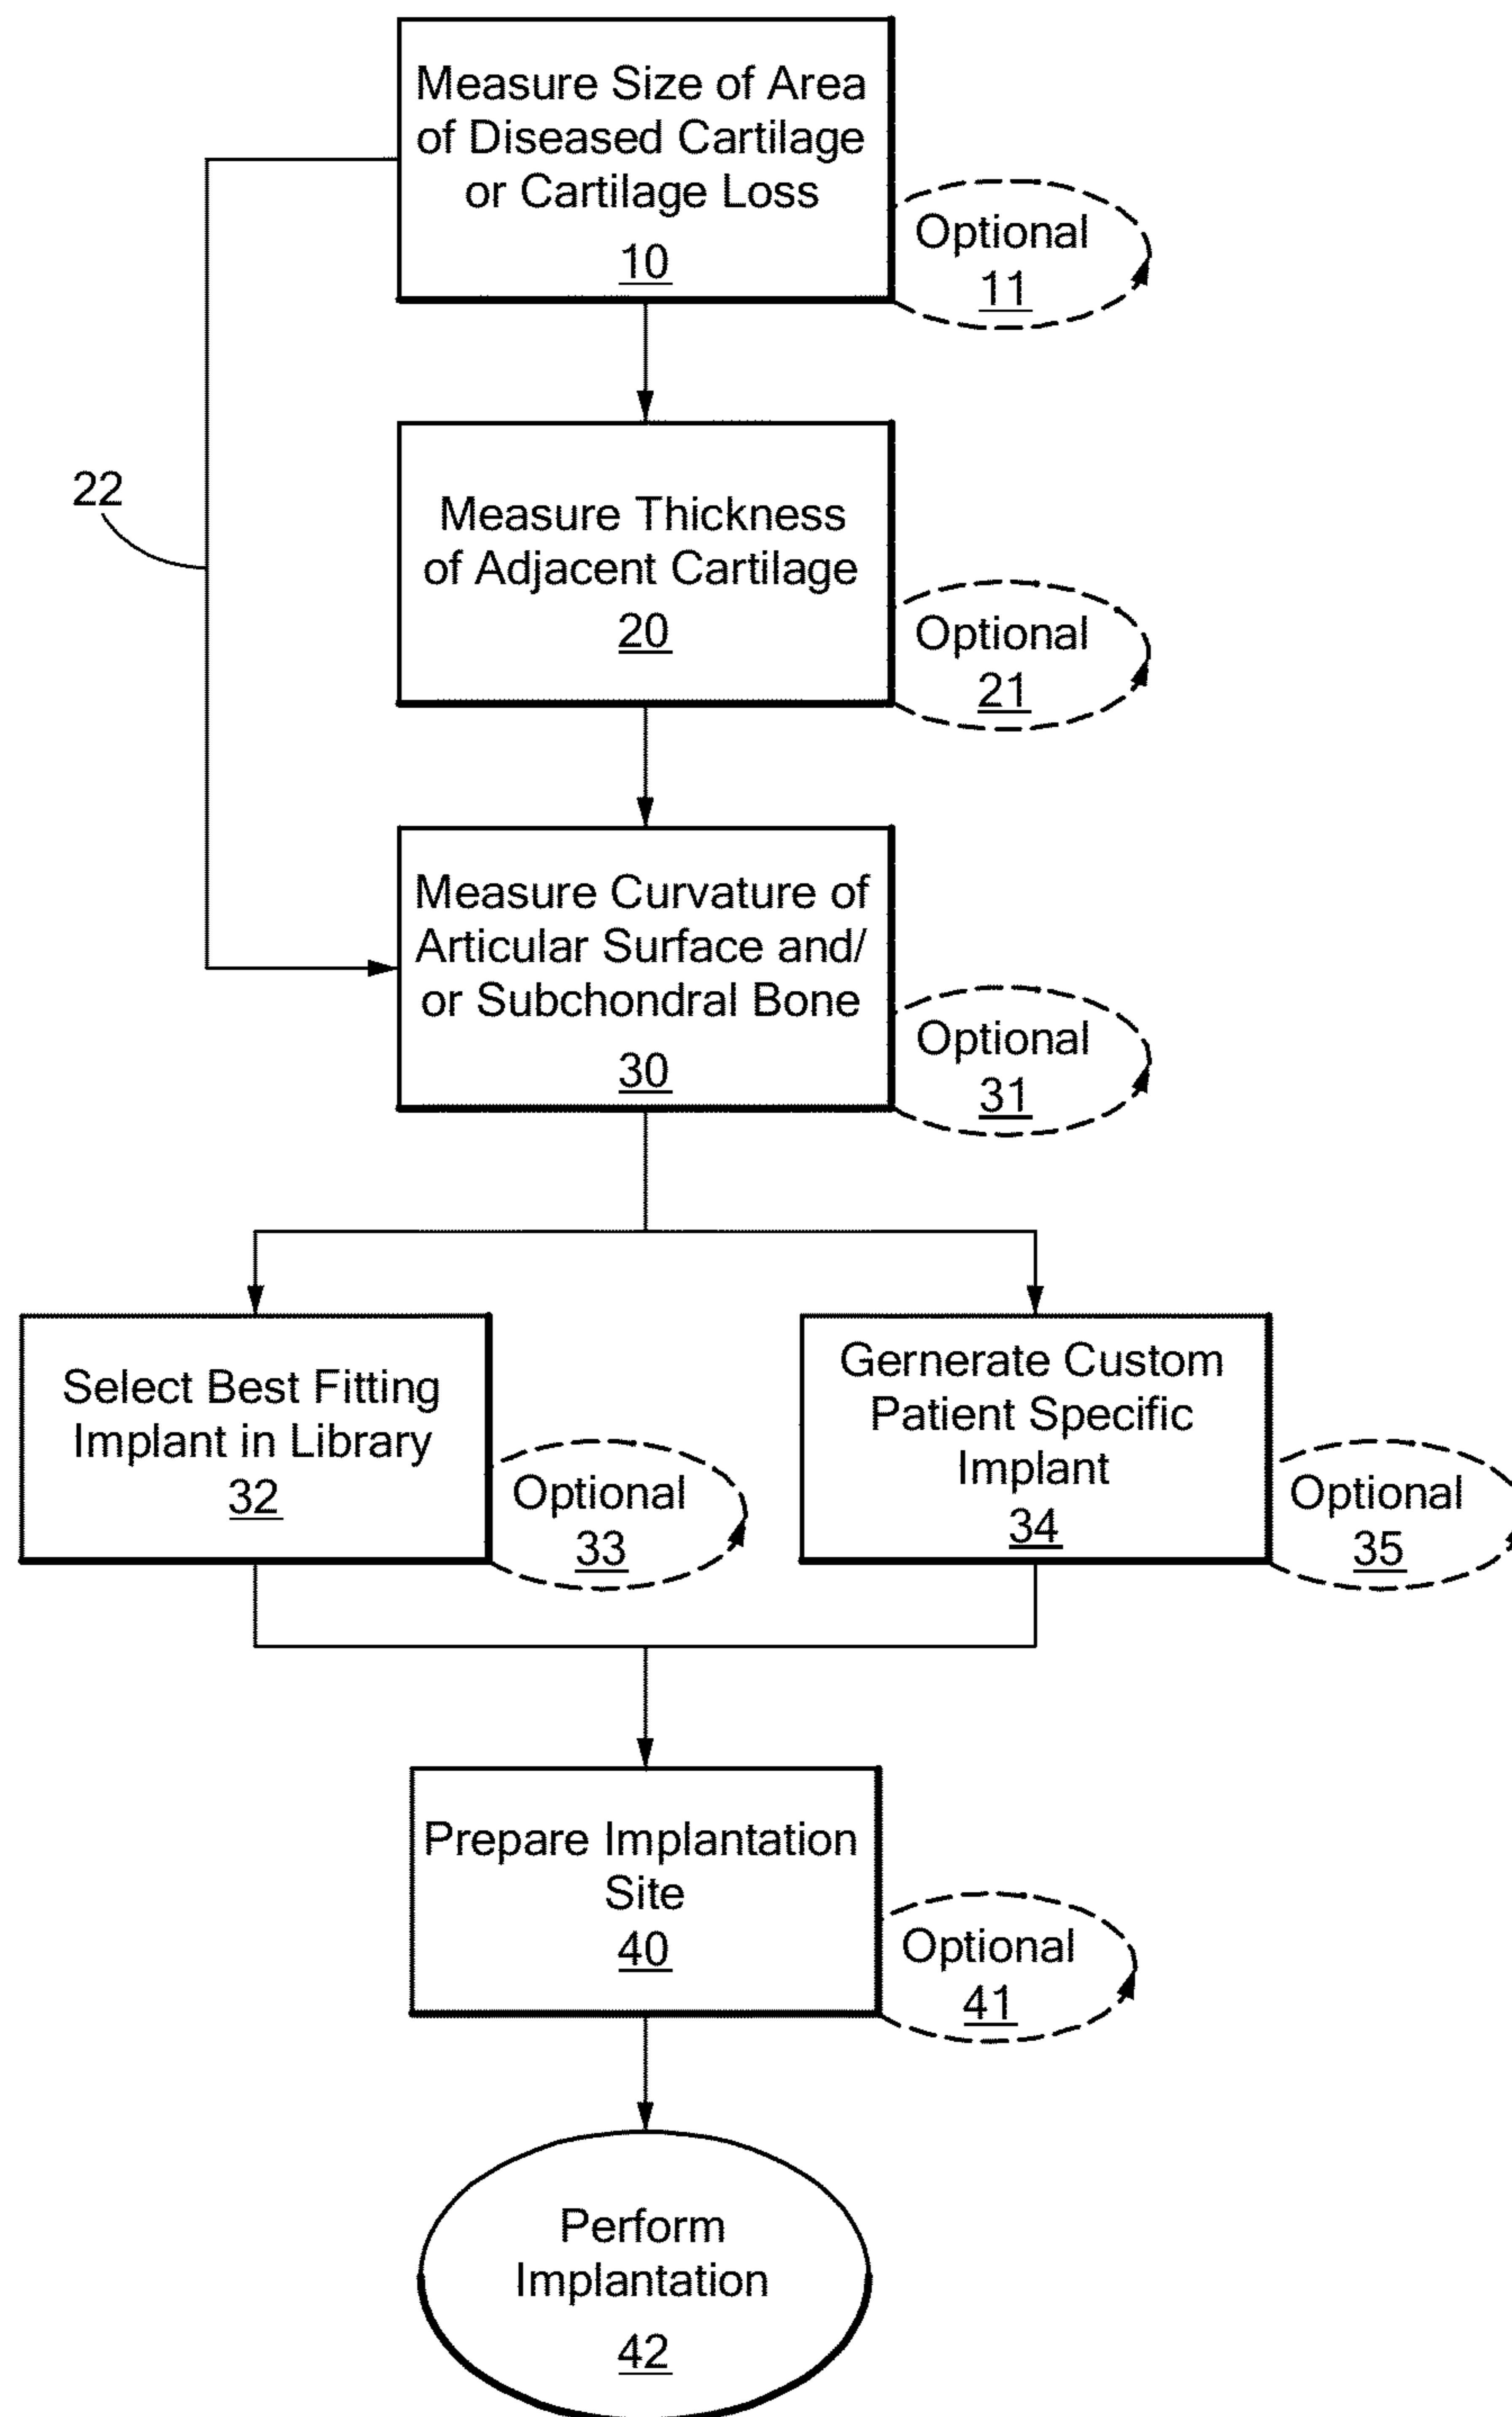 Measure Size of Area
of Diseased Cartilage
or Cartilage Loss
10
Optional
11
22
Measure Thickness
of Adjacent Cartilage
20
Optional
21
Measure Curvature of
Articular Surface and/
or Subchondral Bone
30
Optional
31
Select Best Fitting
Implant in Library
32
Optional
33
Gernerate Custom
Patient Specific
Implant
34
Optional
35
Prepare Implantation
Site
40
Optional
41
Perform
Implantation
42